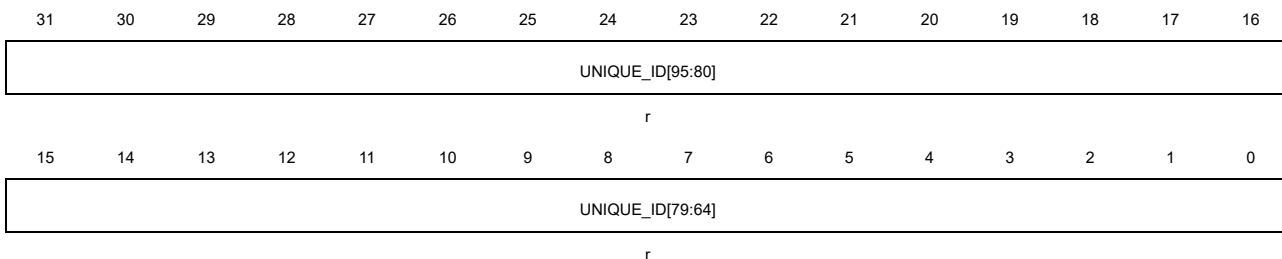 31 30 29 28 27 26 25 24 23 22 21 20 19 18 17 16
UNIQUE_ID[95:80]
r
15 14 13 12 11 10 9 8 7 6 5 4 3 2 1 0
UNIQUE_ID[79:64]
r